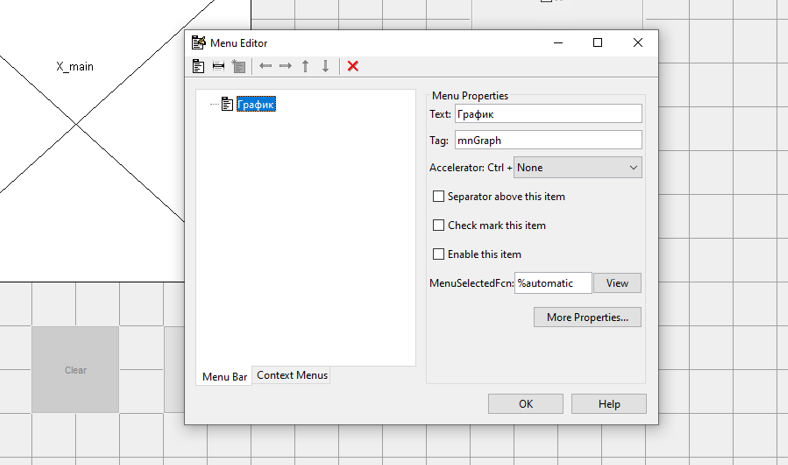 X_main
Menu Editor
График
Menu Properties
Text: График
Tag: mnGraph
Accelerator: Ctrl + None
Separator above this item
Check mark this item
Enable this item
MenuSelectedFcn: %automatic View
More Properties...
Menu Bar Context Menus
Clear
OK Help